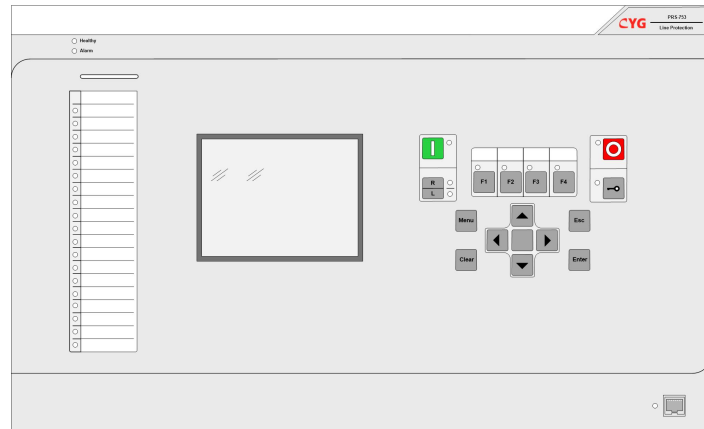 CYG
PRS-753
Line Protection
Healthy
Alarm
F1 F2 F3 F4
R
L
Menu
Esc
Clear
Enter